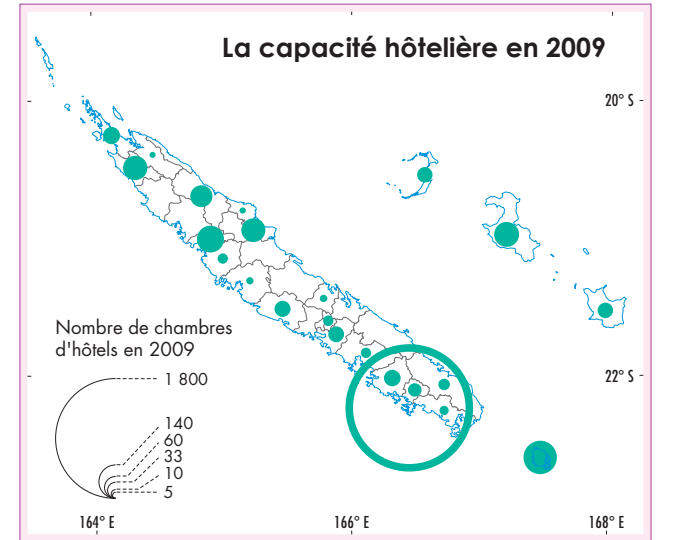 La capacité hôtelière en 2009
20° S
Nombre de chambres
d'hôtels en 2009
1 800
22° S
140
60
33
10
5
164° E
166° E
168° E